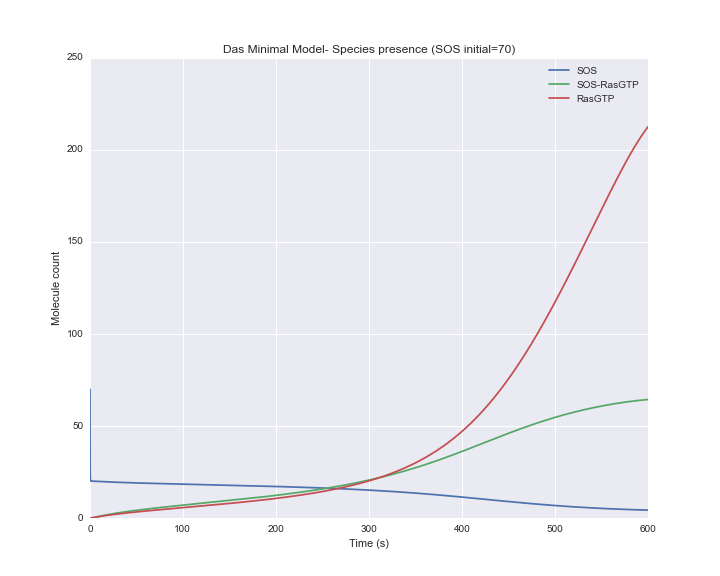 Das Minimal Model- Species presence (SOS initial=70)
250
200
150
100
50
0
Molecule count
SOS
SOS-RasGTP
RasGTP
0 100 200 300 400 500 600
Time (s)